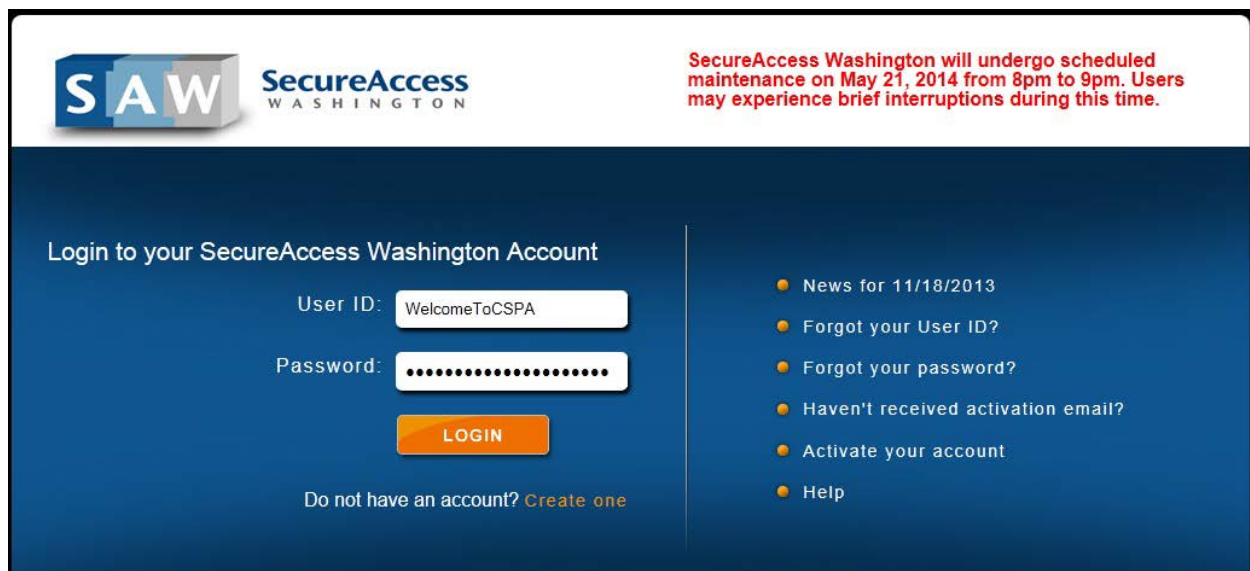 SAW
SecureAccess
WASHINGTON
SecureAccess Washington will undergo scheduled
maintenance on May 21, 2014 from 8pm to 9pm. Users
may experience brief interruptions during this time.
Login to your SecureAccess Washington Account
User ID: WelcomeToCSPA
Password: •••••••••••••••••••••
LOGIN
Do not have an account? Create one
News for 11/18/2013
Forgot your User ID?
Forgot your password?
Haven't received activation email?
Activate your account
Help